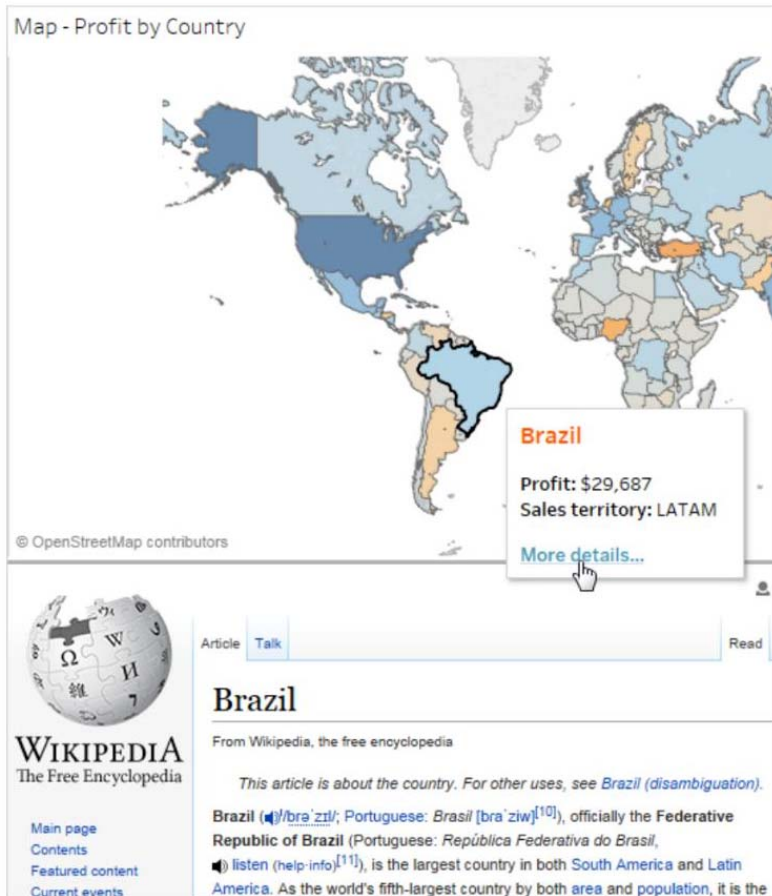 Map - Profit by Country
Brazil
Profit: $29,687
Sales territory: LATAM
More details...
© OpenStreetMap contributors
Article Talk Read
Ω W И 維 7
WIKIPEDIA
The Free Encyclopedia
Main page
Contents
Featured content
Current events
Brazil
From Wikipedia, the free encyclopedia
This article is about the country. For other uses, see Brazil (disambiguation).
Brazil (/brəˈzɪl/; Portuguese: Brasil [bɾaˈziw][10]), officially the Federative
Republic of Brazil (Portuguese: República Federativa do Brasil,
listen (help·info)[11]), is the largest country in both South America and Latin
America. As the world's fifth-largest country by both area and population, it is the